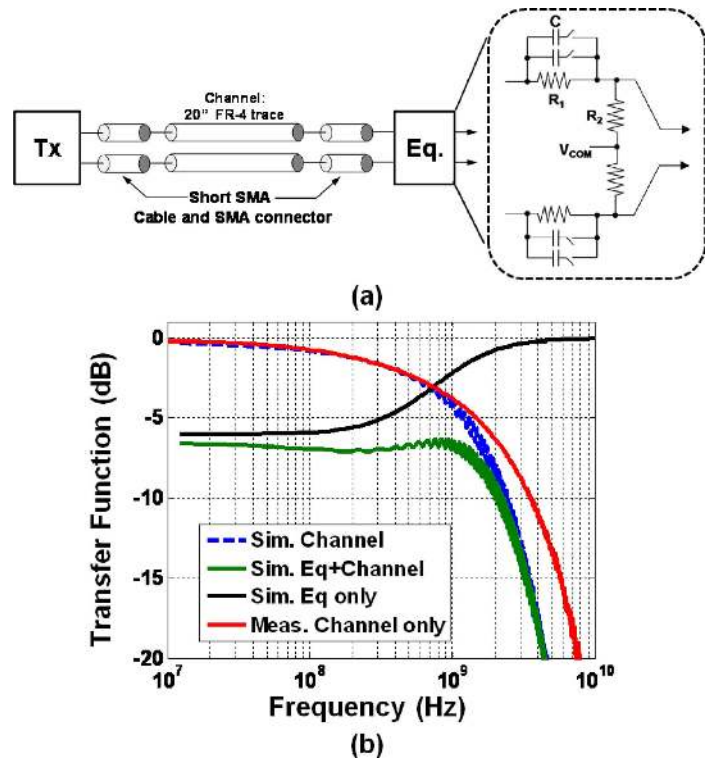 Tx
Channel:
20" FR-4 trace
Eq.
Short SMA
Cable and SMA connector
C
R1
R2
VCOM
(a)
Transfer Function (dB)
0
-5
-10
-15
-20
Sim. Channel
Sim. Eq+Channel
Sim. Eq only
Meas. Channel only
10^7
10^8
10^9
10^10
Frequency (Hz)
(b)